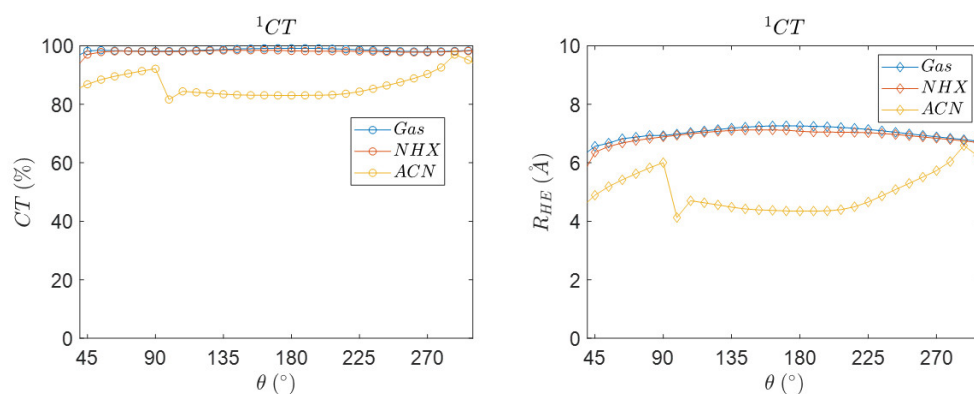 ¹CT
CT (%)
100
80
60
40
20
0
45 90 135 180 225 270
θ (°)
Gas
NHX
ACN
¹CT
R_HE (Å)
10
8
6
4
2
0
45 90 135 180 225 270
θ (°)
Gas
NHX
ACN